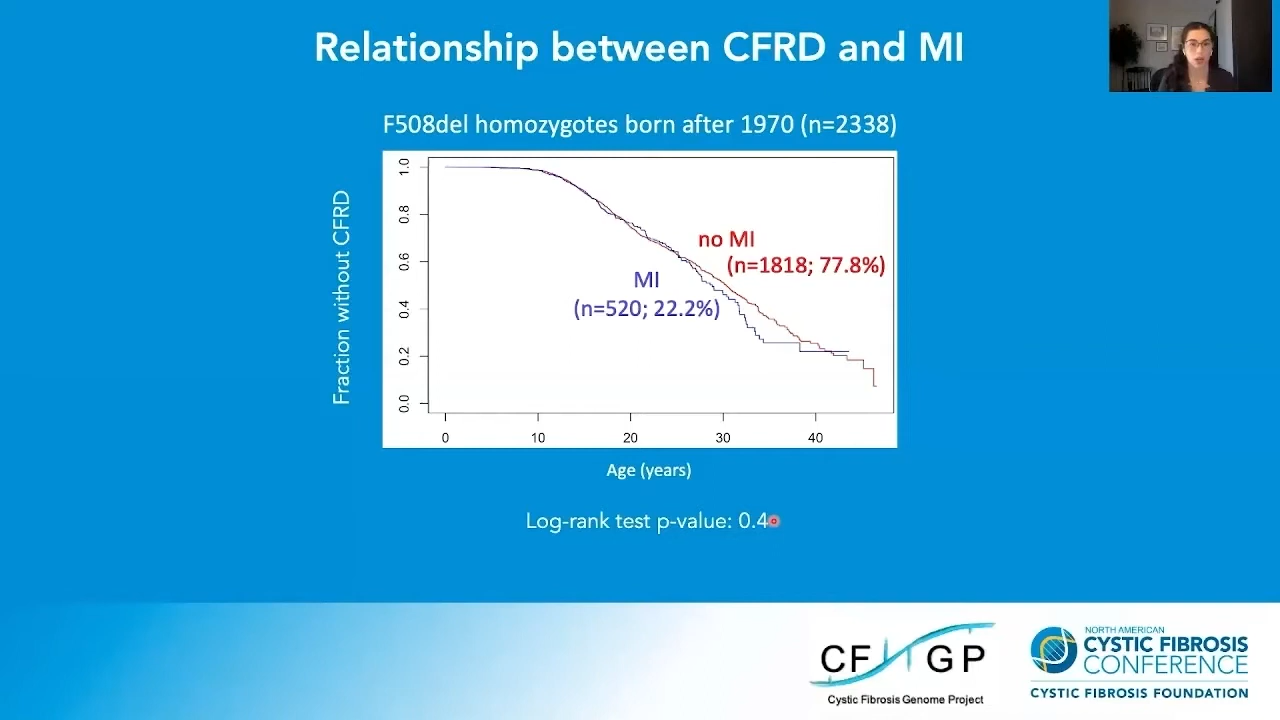 Relationship between CFRD and MI
F508del homozygotes born after 1970 (n=2338)
Fraction without CFRD
1.0
0.8
0.6
0.4
0.2
0.0
no MI
(n=1818; 77.8%)
MI
(n=520; 22.2%)
0 10 20 30 40
Age (years)
Log-rank test p-value: 0.4
CF GP
Cystic Fibrosis Genome Project
NORTH AMERICAN
CYSTIC FIBROSIS
CONFERENCE
CYSTIC FIBROSIS FOUNDATION